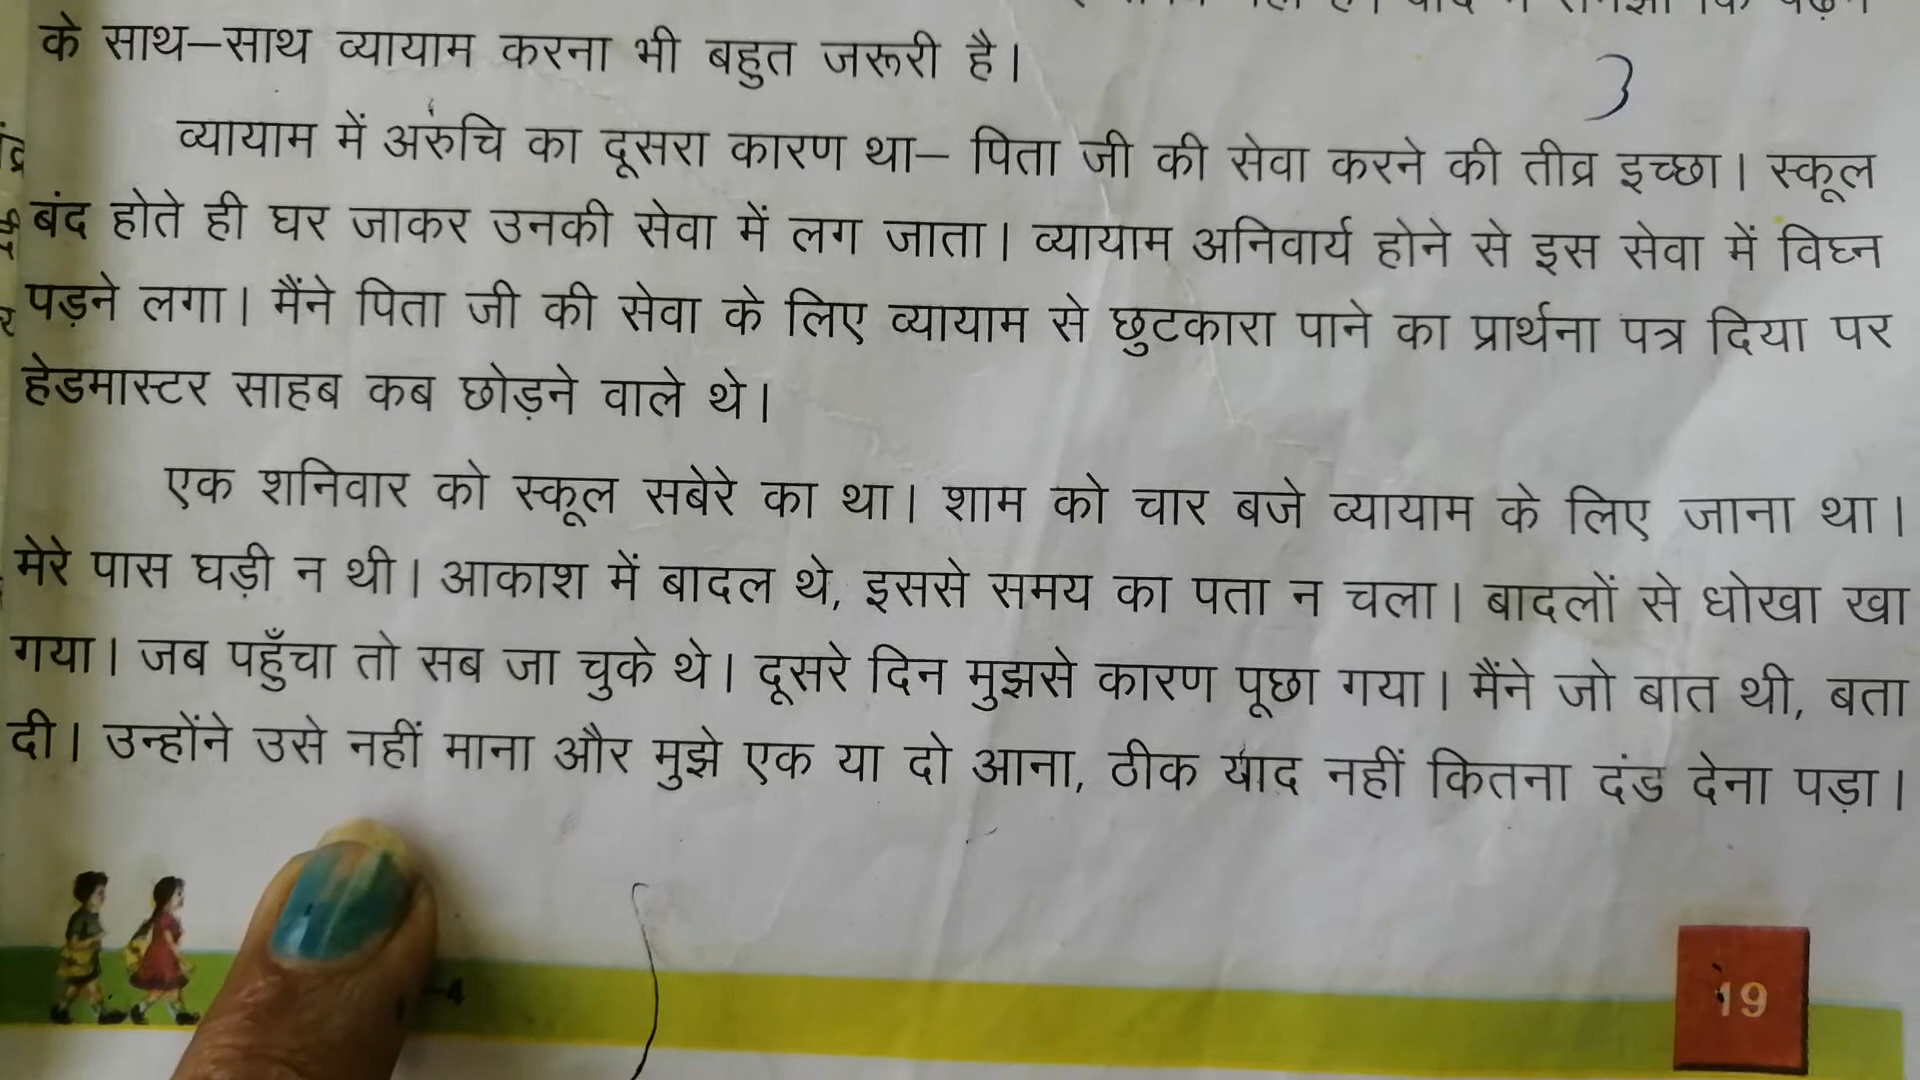 के साथ–साथ व्यायाम करना भी बहुत जरूरी है।
3
व्यायाम में अरुचि का दूसरा कारण था– पिता जी की सेवा करने की तीव्र इच्छा। स्कूल
बंद होते ही घर जाकर उनकी सेवा में लग जाता। व्यायाम अनिवार्य होने से इस सेवा में विघ्न
पड़ने लगा। मैंने पिता जी की सेवा के लिए व्यायाम से छुटकारा पाने का प्रार्थना पत्र दिया पर
हेडमास्टर साहब कब छोड़ने वाले थे।
एक शनिवार को स्कूल सबेरे का था। शाम को चार बजे व्यायाम के लिए जाना था।
मेरे पास घड़ी न थी। आकाश में बादल थे, इससे समय का पता न चला। बादलों से धोखा खा
गया। जब पहुँचा तो सब जा चुके थे। दूसरे दिन मुझसे कारण पूछा गया। मैंने जो बात थी, बता
दी। उन्होंने उसे नहीं माना और मुझे एक या दो आना, ठीक याद नहीं कितना दंड देना पड़ा।
–4
19